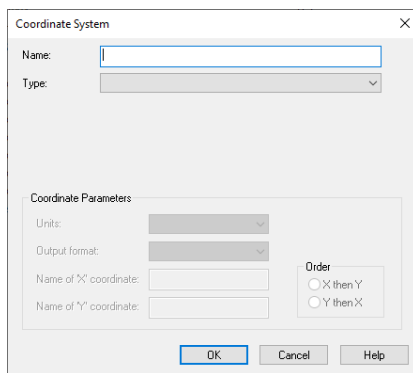 Coordinate System
Name:
Type:
Coordinate Parameters
Units:
Output format:
Name of "X" coordinate:
Name of "Y" coordinate:
Order
X then Y
Y then X
OK Cancel Help